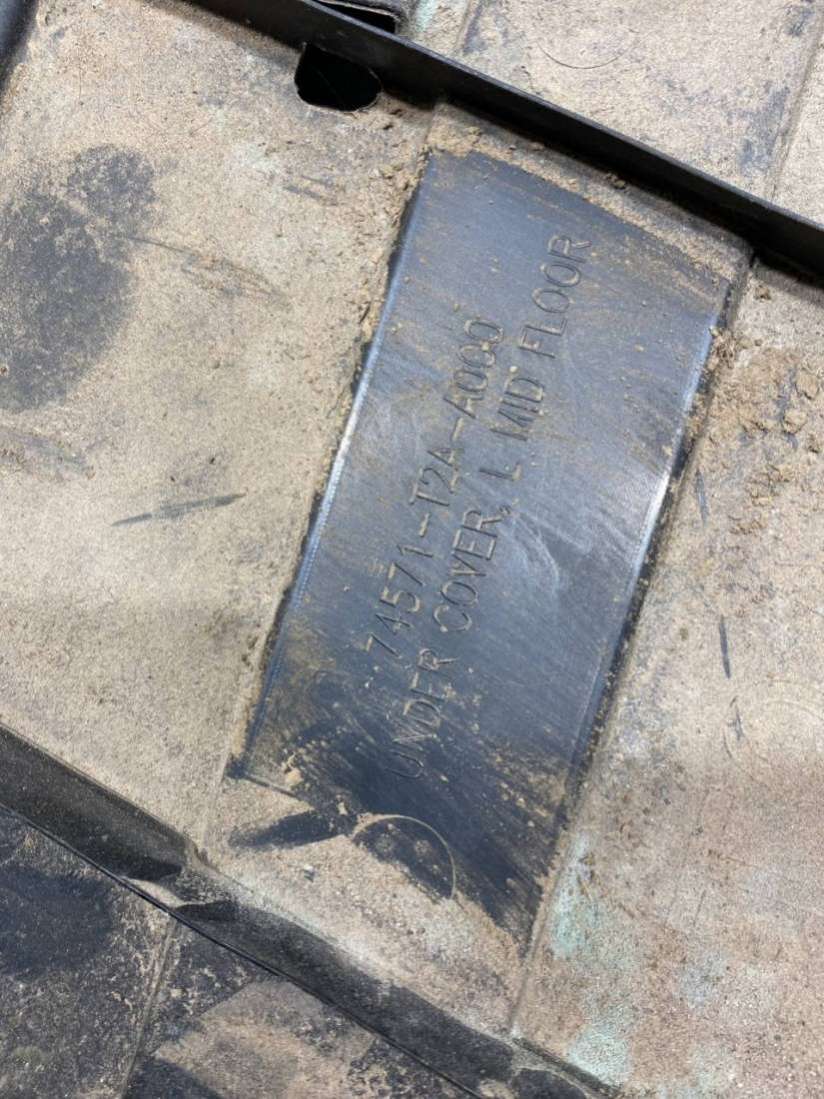 74571-T2A-A000
UNDER COVER, L MID FLOOR